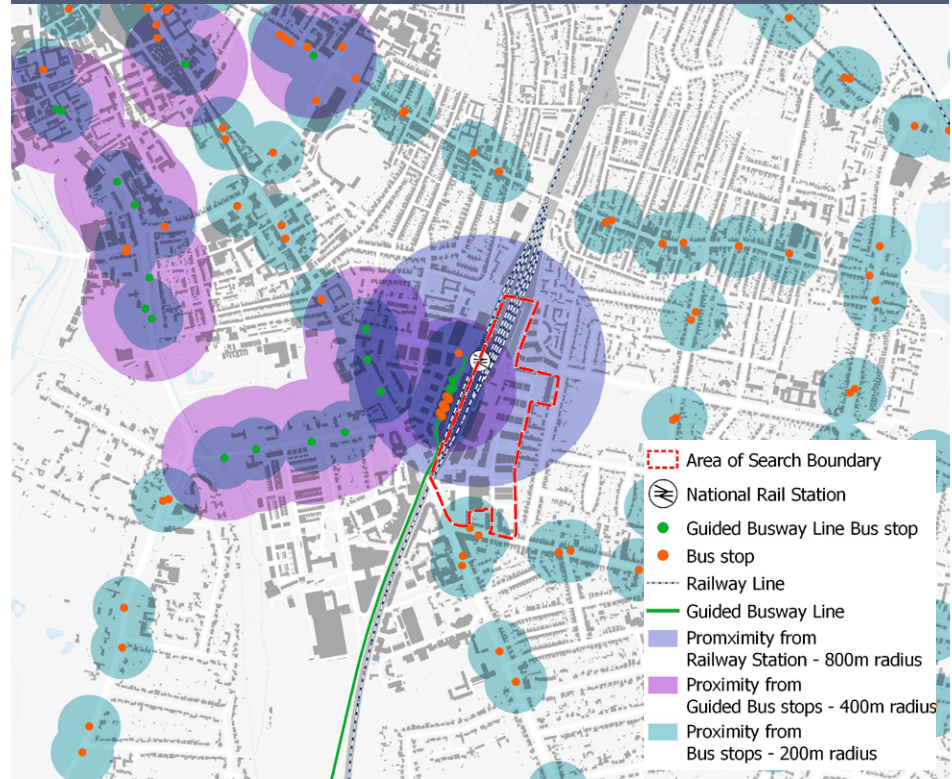 Area of Search Boundary
National Rail Station
Guided Busway Line Bus stop
Bus stop
Railway Line
Guided Busway Line
Promximity from
Railway Station - 800m radius
Proximity from
Guided Bus stops - 400m radius
Proximity from
Bus stops - 200m radius